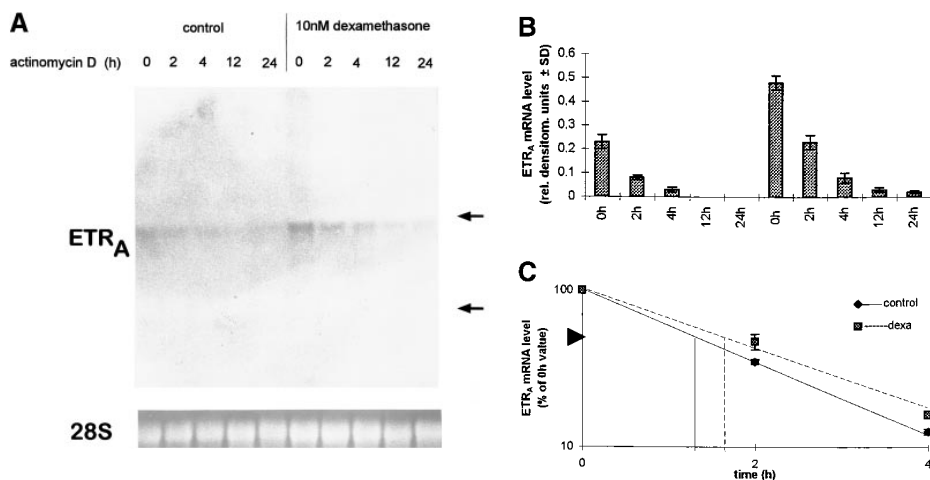 A
control
10nM dexamethasone
actinomycin D (h)
0 2 4 12 24 0 2 4 12 24
ETRA
28S
B
ETRA mRNA level
(rel. densitom. units ± SD)
0.6
0.5
0.4
0.3
0.2
0.1
0
0h 2h 4h 12h 24h 0h 2h 4h 12h 24h
C
ETRA mRNA level
(% of 0h value)
100
10
0 2 4
time (h)
control
dexa